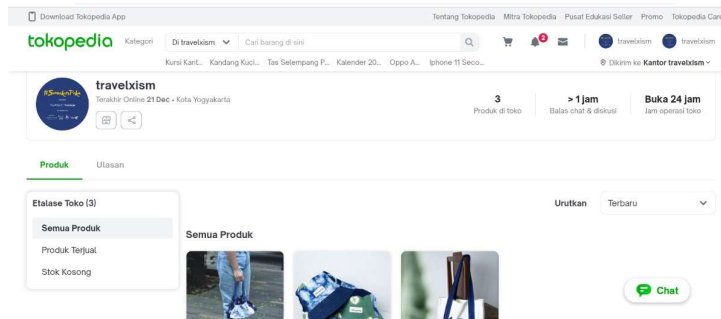 Download Tokopedia App
Tentang Tokopedia Mitra Tokopedia Pusat Edukasi Seller Promo Tokopedia Car
tokopedia Kategori Di travelxism Cari barang di sini 2 travelxism travelxism
Kursi Kant... Kandang Kuci... Tas Selempang P... Kalender 20... Oppo A... Iphone 11 Seco...
Dikirim ke Kantor travelxism
travelxism
Terakhir Online 21 Dec • Kota Yogyakarta
3
Produk di toko
> 1 jam
Balas chat & diskusi
Buka 24 jam
Jam operasi toko
Produk Ulasan
Etalase Toko (3)
Urutkan Terbaru
Semua Produk
Produk Terjual
Stok Kosong
Semua Produk
Chat